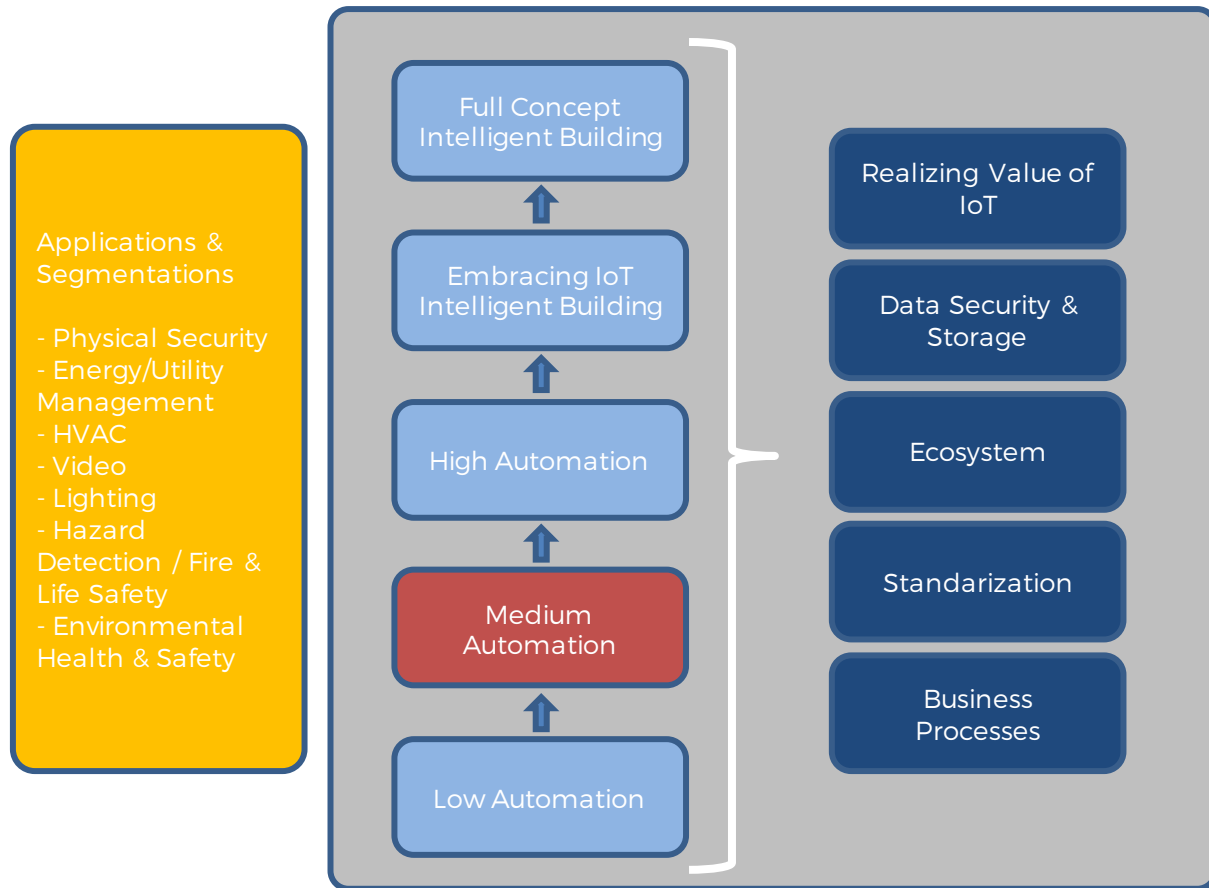 Applications &
Segmentations
- Physical Security
- Energy/Utility
Management
- HVAC
- Video
- Lighting
- Hazard
Detection / Fire &
Life Safety
- Environmental
Health & Safety
Full Concept
Intelligent Building
Embracing IoT
Intelligent Building
High Automation
Medium
Automation
Low Automation
Realizing Value of
IoT
Data Security &
Storage
Ecosystem
Standarization
Business
Processes